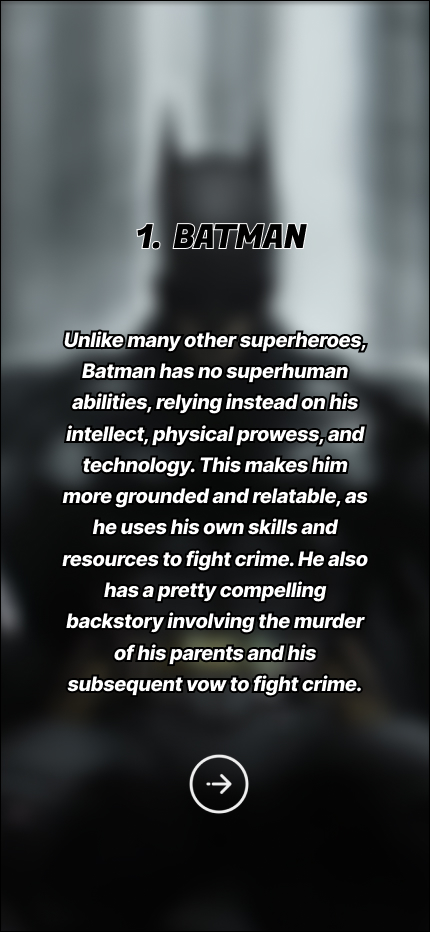 1. BATMAN
Unlike many other superheroes,
Batman has no superhuman
abilities, relying instead on his
intellect, physical prowess, and
technology. This makes him
more grounded and relatable, as
he uses his own skills and
resources to fight crime. He also
has a pretty compelling
backstory involving the murder
of his parents and his
subsequent vow to fight crime.